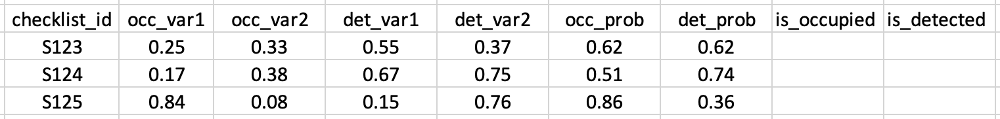 checklist_id occ_var1 occ_var2 det_var1 det_var2 occ_prob det_prob is_occupied is_detected
S123 0.25 0.33 0.55 0.37 0.62 0.62
S124 0.17 0.38 0.67 0.75 0.51 0.74
S125 0.84 0.08 0.15 0.76 0.86 0.36